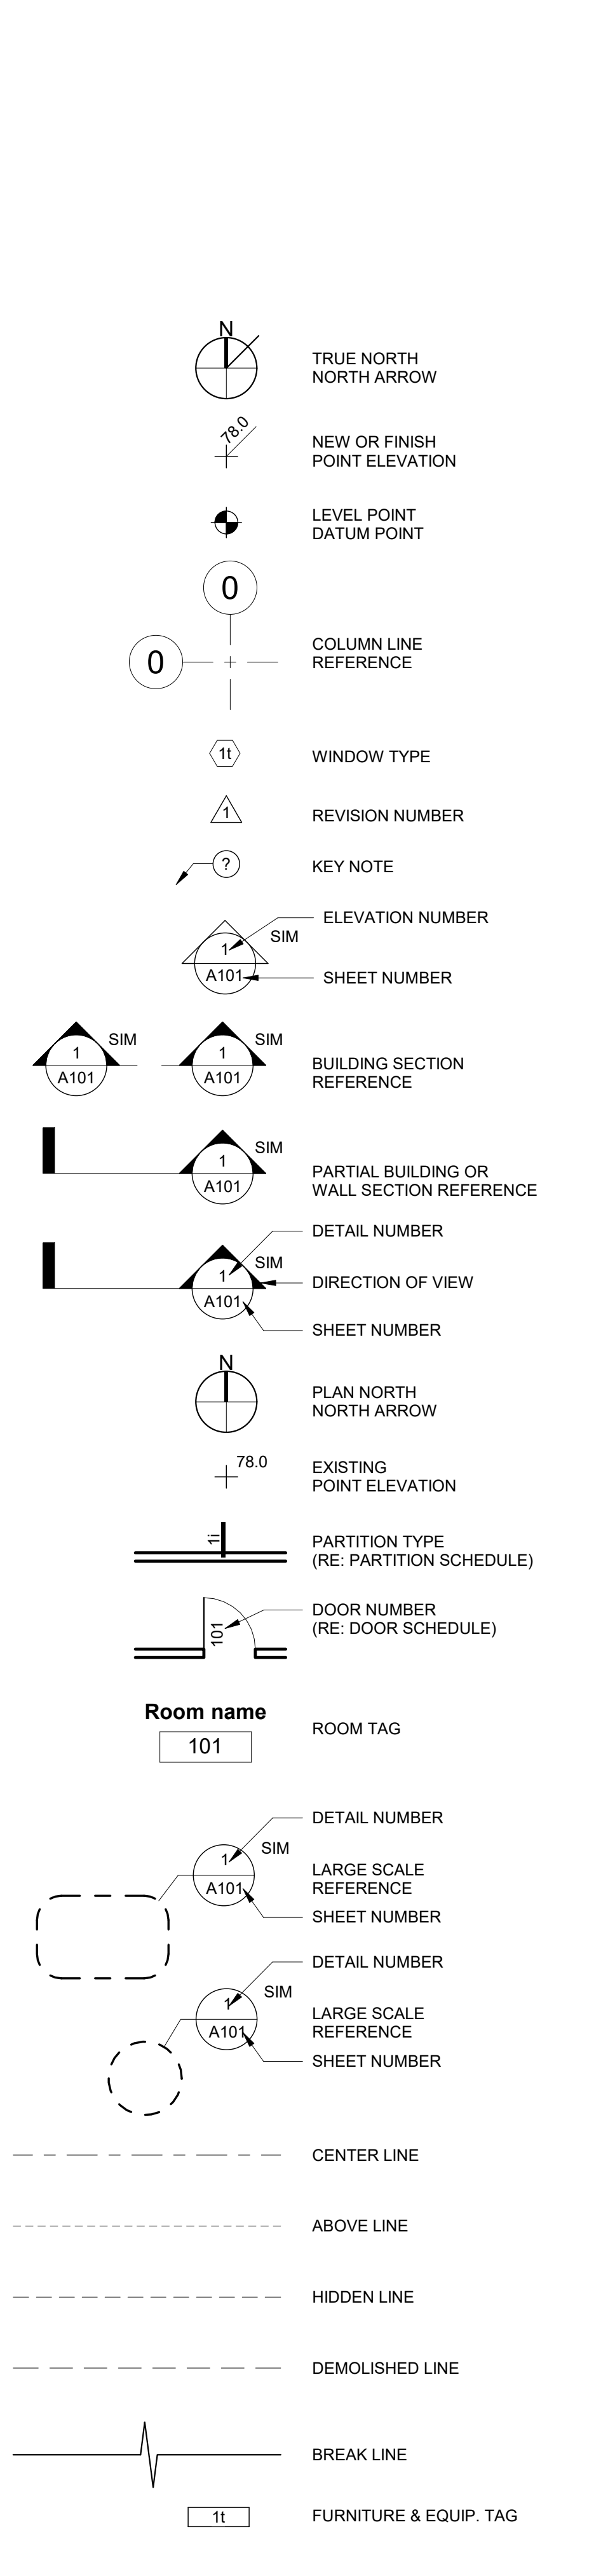 N
TRUE NORTH
NORTH ARROW
78.0
NEW OR FINISH
POINT ELEVATION
LEVEL POINT
DATUM POINT
0
0
COLUMN LINE
REFERENCE
1t
WINDOW TYPE
1
REVISION NUMBER
?
KEY NOTE
ELEVATION NUMBER
SIM
1
A101
SHEET NUMBER
SIM
1
A101
SIM
1
A101
BUILDING SECTION
REFERENCE
SIM
1
A101
PARTIAL BUILDING OR
WALL SECTION REFERENCE
DETAIL NUMBER
SIM
1
DIRECTION OF VIEW
A101
SHEET NUMBER
N
PLAN NORTH
NORTH ARROW
78.0
EXISTING
POINT ELEVATION
1i
PARTITION TYPE
(RE: PARTITION SCHEDULE)
101
DOOR NUMBER
(RE: DOOR SCHEDULE)
Room name
101
ROOM TAG
DETAIL NUMBER
SIM
1
A101
LARGE SCALE
REFERENCE
SHEET NUMBER
DETAIL NUMBER
SIM
1
A101
LARGE SCALE
REFERENCE
SHEET NUMBER
CENTER LINE
ABOVE LINE
HIDDEN LINE
DEMOLISHED LINE
BREAK LINE
1t
FURNITURE & EQUIP. TAG